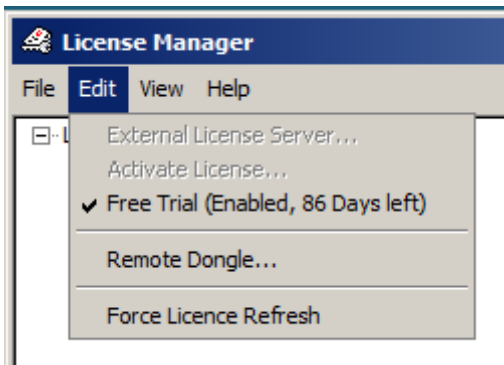 License Manager
File Edit View Help
L
External License Server...
Activate License...
Free Trial (Enabled, 86 Days left)
Remote Dongle...
Force Licence Refresh